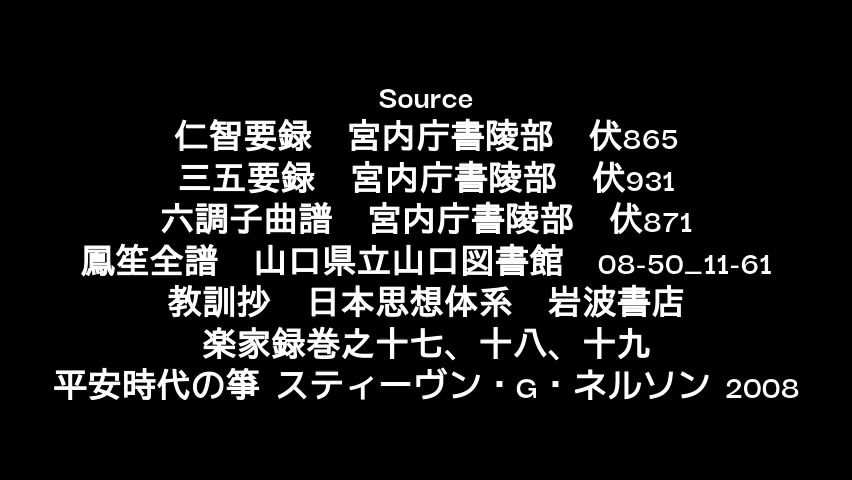 Source
仁智要録　宮内庁書陵部　伏865
三五要録　宮内庁書陵部　伏931
六調子曲譜　宮内庁書陵部　伏871
鳳笙全譜　山口県立山口図書館　08-50_11-61
教訓抄　日本思想体系　岩波書店
楽家録巻之十七、十八、十九
平安時代の箏 スティーヴン・G・ネルソン 2008